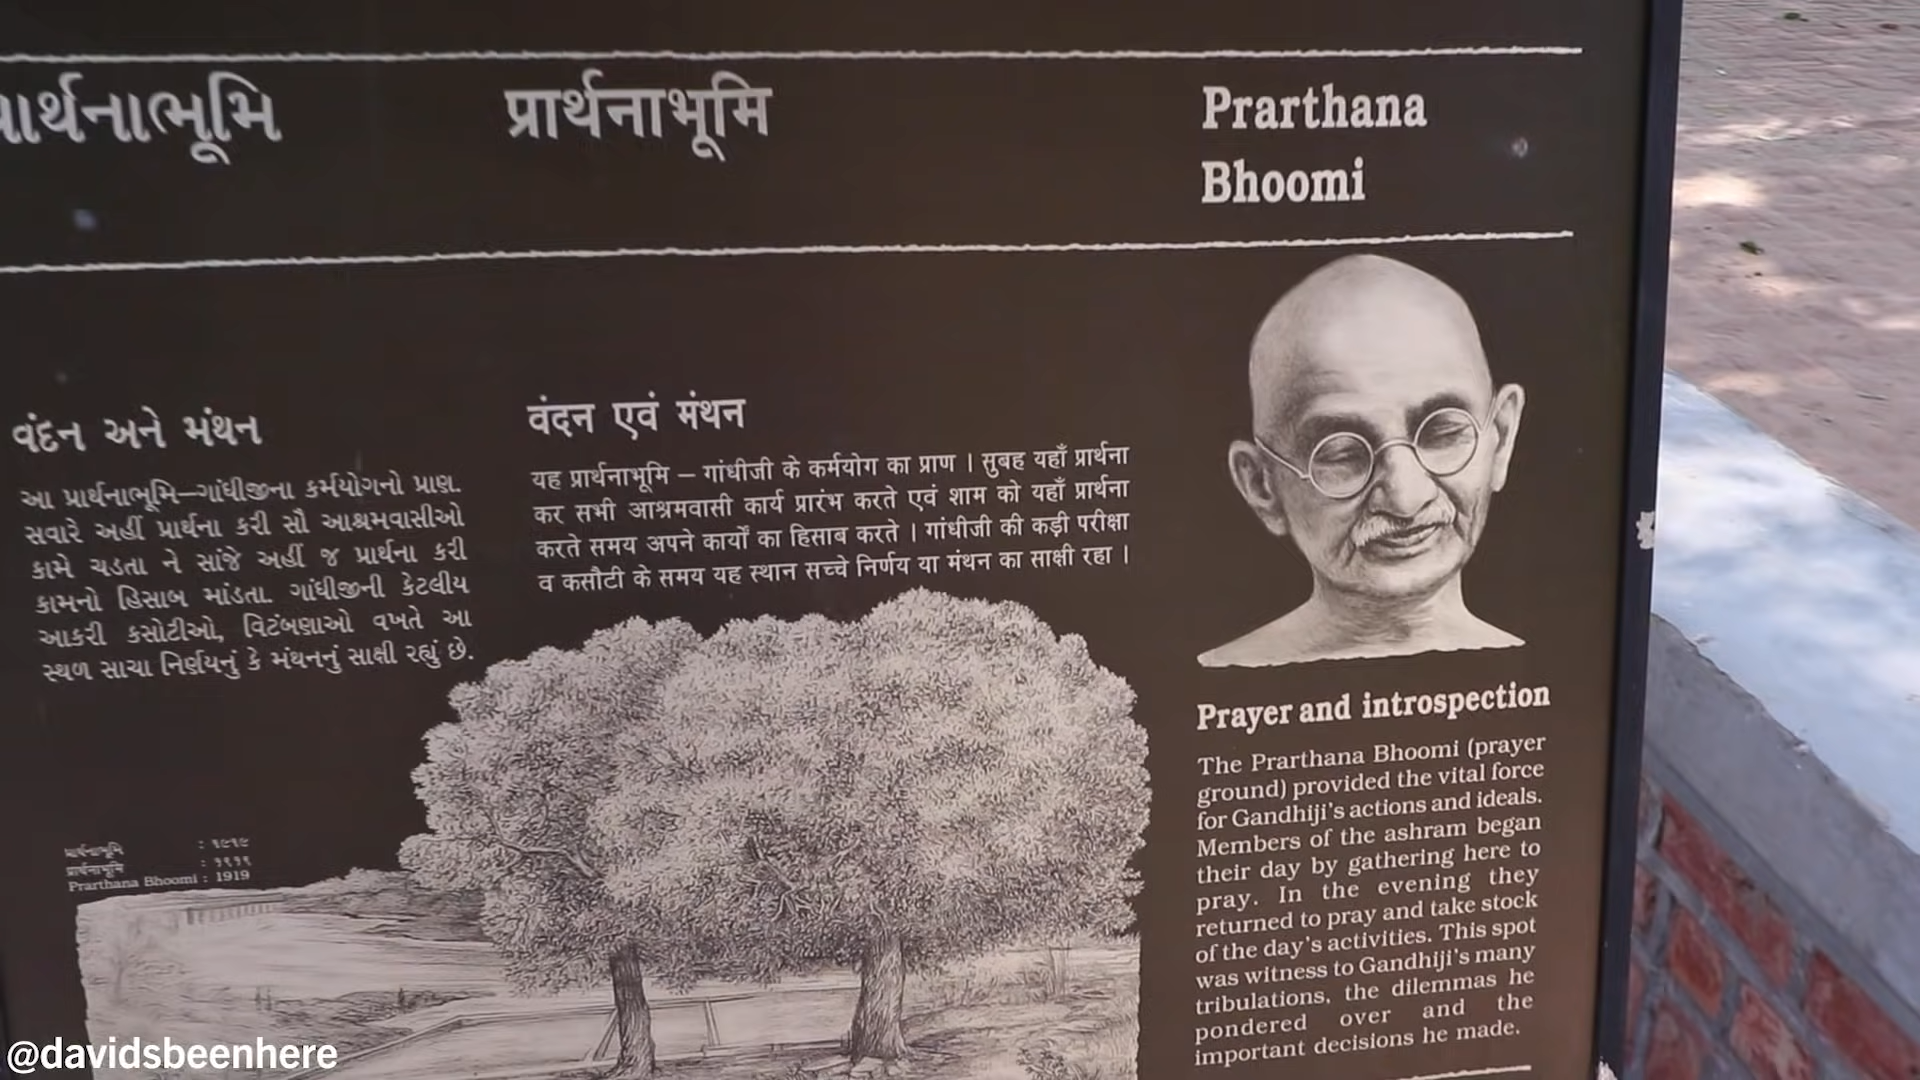 પ્રાર્થનાભૂમિ
प्रार्थनाभूमि
Prarthana
Bhoomi
વંદન અને મંથન
આ પ્રાર્થનાભૂમિ–ગાંધીજીના કર્મયોગનો પ્રાણ.
સવારે અહીં પ્રાર્થના કરી સૌ આશ્રમવાસીઓ
કામે ચડતા ને સાંજે અહીં જ પ્રાર્થના કરી
કામનો હિસાબ માંડતા. ગાંધીજીની કેટલીય
આકરી કસોટીઓ, વિટંબણાઓ વખતે આ
સ્થળ સાચા નિર્ણયનું કે મંથનનું સાક્ષી રહ્યું છે.
वंदन एवं मंथन
यह प्रार्थनाभूमि – गांधीजी के कर्मयोग का प्राण । सुबह यहाँ प्रार्थना
कर सभी आश्रमवासी कार्य प्रारंभ करते एवं शाम को यहाँ प्रार्थना
करते समय अपने कार्यों का हिसाब करते । गांधीजी की कड़ी परीक्षा
व कसौटी के समय यह स्थान सच्चे निर्णय या मंथन का साक्षी रहा ।
Prayer and introspection
The Prarthana Bhoomi (prayer
ground) provided the vital force
for Gandhiji's actions and ideals.
Members of the ashram began
their day by gathering here to
pray. In the evening they
returned to pray and take stock
of the day's activities. This spot
was witness to Gandhiji's many
tribulations, the dilemmas he
pondered over and the
important decisions he made.
પ્રાર્થનાભૂમિ : ૧૯૧૯
प्रार्थनाभूमि : १९१९
Prarthana Bhoomi : 1919
@davidsbeenhere